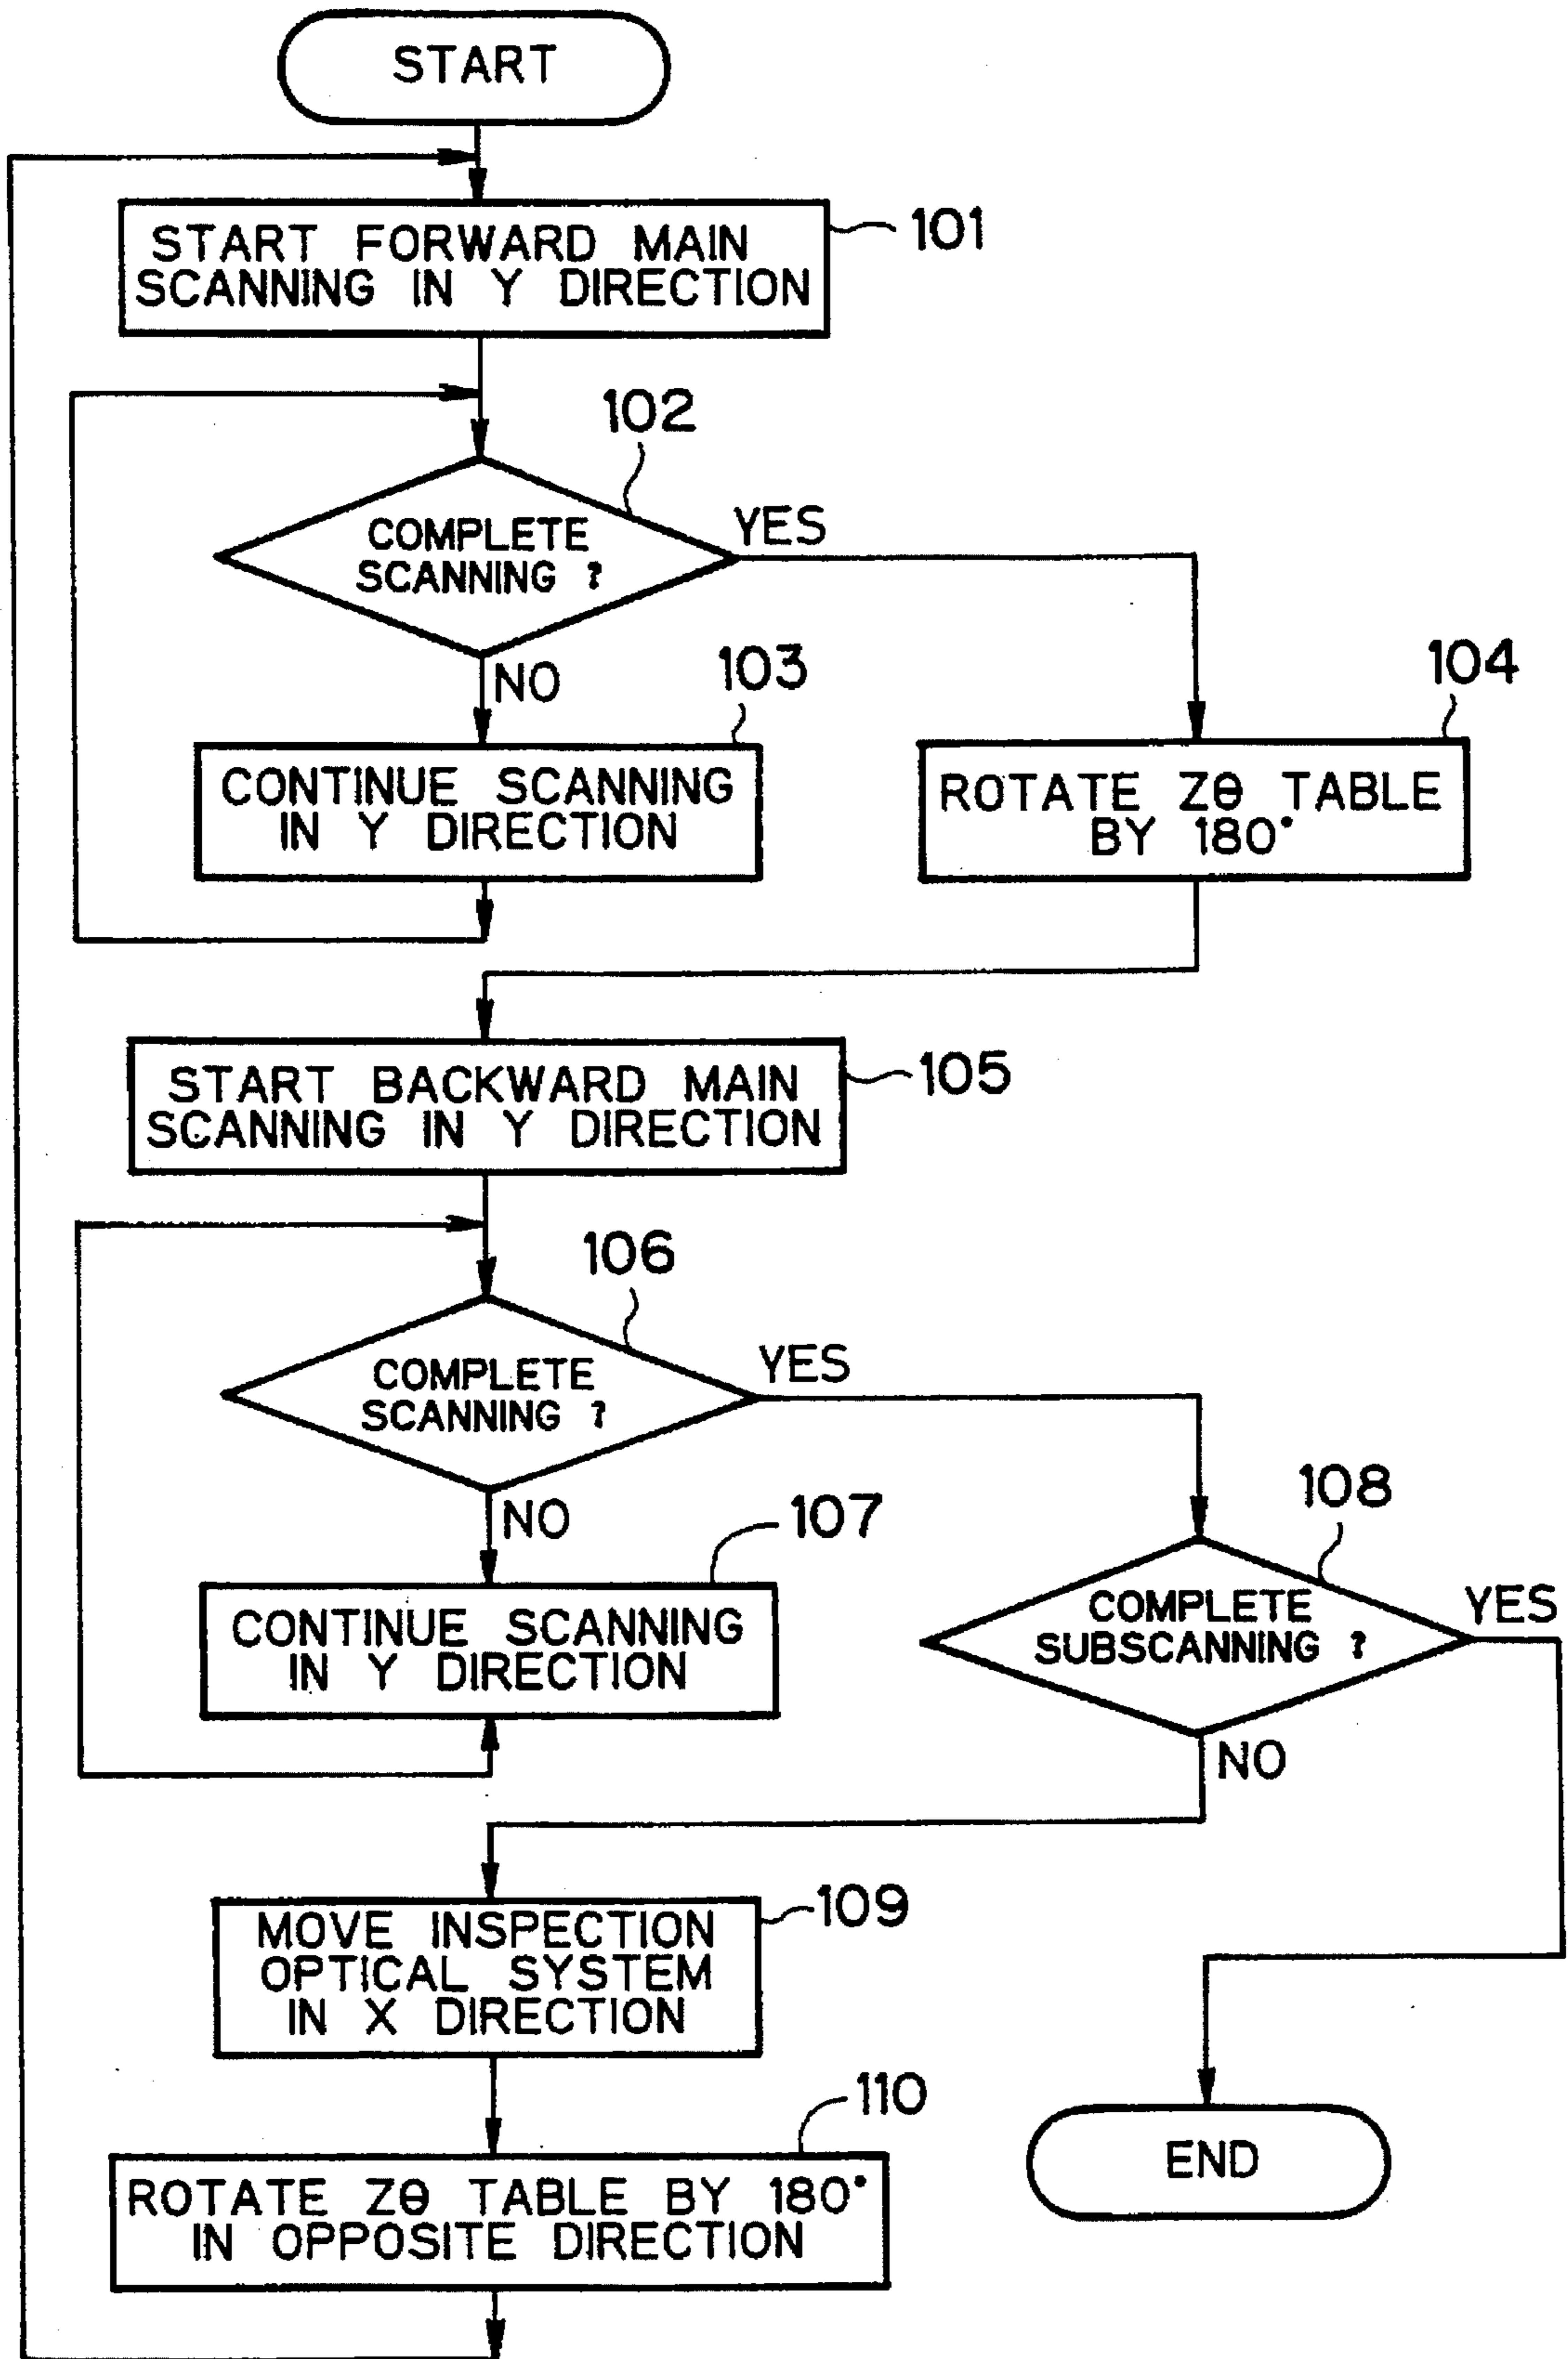 START
START FORWARD MAIN
SCANNING IN Y DIRECTION
101
102
COMPLETE
SCANNING ?
YES
NO
103
CONTINUE SCANNING
IN Y DIRECTION
104
ROTATE Zθ TABLE
BY 180°
START BACKWARD MAIN
SCANNING IN Y DIRECTION
105
106
COMPLETE
SCANNING ?
YES
NO
107
CONTINUE SCANNING
IN Y DIRECTION
108
COMPLETE
SUBSCANNING ?
YES
NO
109
MOVE INSPECTION
OPTICAL SYSTEM
IN X DIRECTION
110
ROTATE Zθ TABLE BY 180°
IN OPPOSITE DIRECTION
END